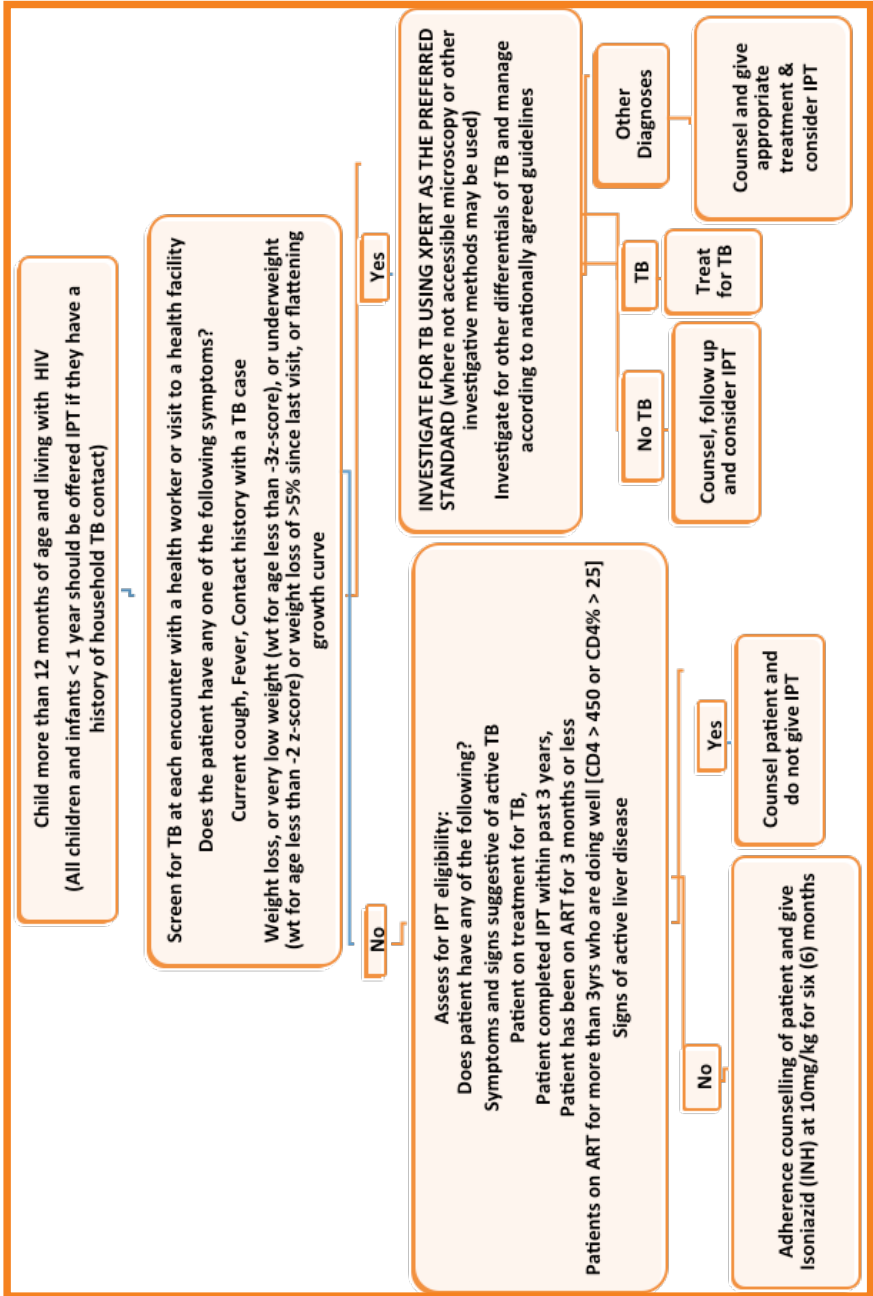 Child more than 12 months of age and living with  HIV
(All children and infants < 1 year should be offered IPT if they have a
history of household TB contact)
Screen for TB at each encounter with a health worker or visit to a health facility
Does the patient have any one of the following symptoms?
Current cough, Fever, Contact history with a TB case
Weight loss, or very low weight (wt for age less than -3z-score), or underweight
(wt for age less than -2 z-score) or weight loss of >5% since last visit, or flattening
growth curve
No
Assess for IPT eligibility:
Does patient have any of the following?
Symptoms and signs suggestive of active TB
Patient on treatment for TB,
Patient completed IPT within past 3 years,
Patient has been on ART for 3 months or less
Patients on ART for more than 3yrs who are doing well [CD4 > 450 or CD4% > 25]
Signs of active liver disease
No
Adherence counselling of patient and give
Isoniazid (INH) at 10mg/kg for six (6) months
Yes
Counsel patient and
do not give IPT
Yes
INVESTIGATE FOR TB USING XPERT AS THE PREFERRED
STANDARD (where not accessible microscopy or other
investigative methods may be used)
Investigate for other differentials of TB and manage
according to nationally agreed guidelines
No TB
Counsel, follow up
and consider IPT
TB
Treat
for TB
Other
Diagnoses
Counsel and give
appropriate
treatment &
consider IPT